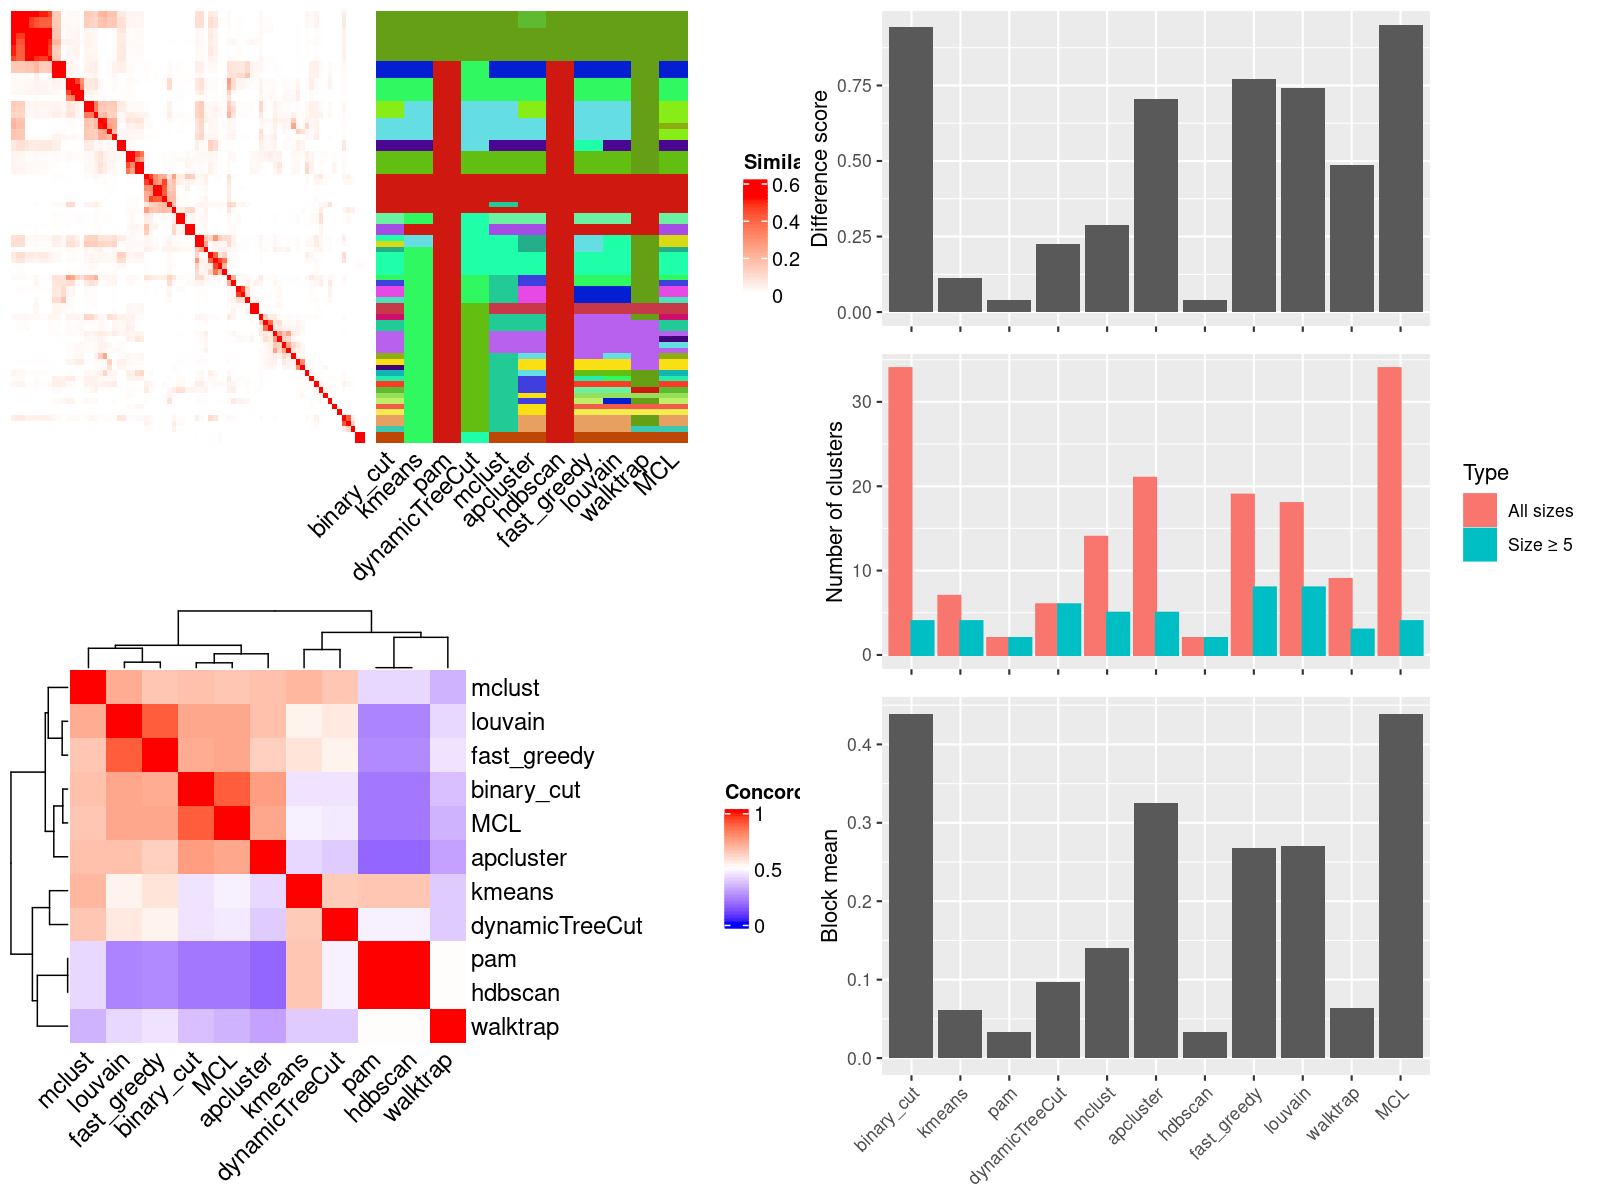 Simila
0.6
0.4
0.2
0
binary_cut
kmeans
pam
dynamicTreeCut
mclust
apcluster
hdbscan
fast_greedy
louvain
walktrap
MCL
mclust
louvain
fast_greedy
binary_cut
MCL
apcluster
kmeans
dynamicTreeCut
pam
hdbscan
walktrap
mclust
louvain
fast_greedy
binary_cut
MCL
apcluster
kmeans
dynamicTreeCut
pam
hdbscan
walktrap
Concord
1
0.5
0
Difference score
0.75
0.50
0.25
0.00
Number of clusters
30
20
10
0
Type
All sizes
Size ≥ 5
Block mean
0.4
0.3
0.2
0.1
0.0
binary_cut
kmeans
pam
dynamicTreeCut
mclust
apcluster
hdbscan
fast_greedy
louvain
walktrap
MCL